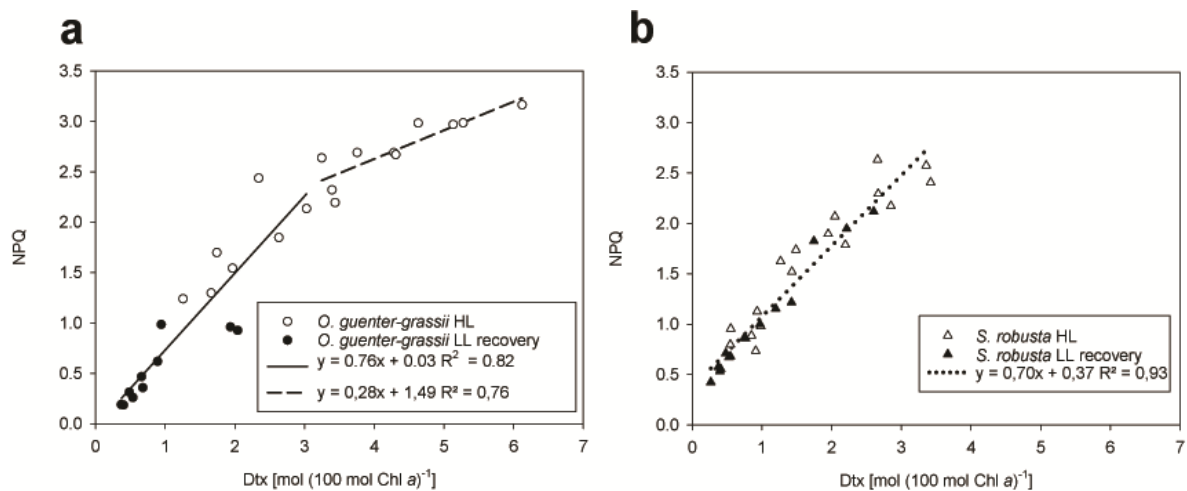 a
3.5
3.0
2.5
2.0
1.5
1.0
0.5
0.0
NPQ
O. guenter-grassii HL
O. guenter-grassii LL recovery
y = 0.76x + 0.03 R² = 0.82
y = 0,28x + 1,49 R² = 0,76
0 1 2 3 4 5 6 7
Dtx [mol (100 mol Chl a)⁻¹]
b
3.5
3.0
2.5
2.0
1.5
1.0
0.5
0.0
NPQ
S. robusta HL
S. robusta LL recovery
y = 0,70x + 0,37 R² = 0,93
0 1 2 3 4 5 6 7
Dtx [mol (100 mol Chl a)⁻¹]